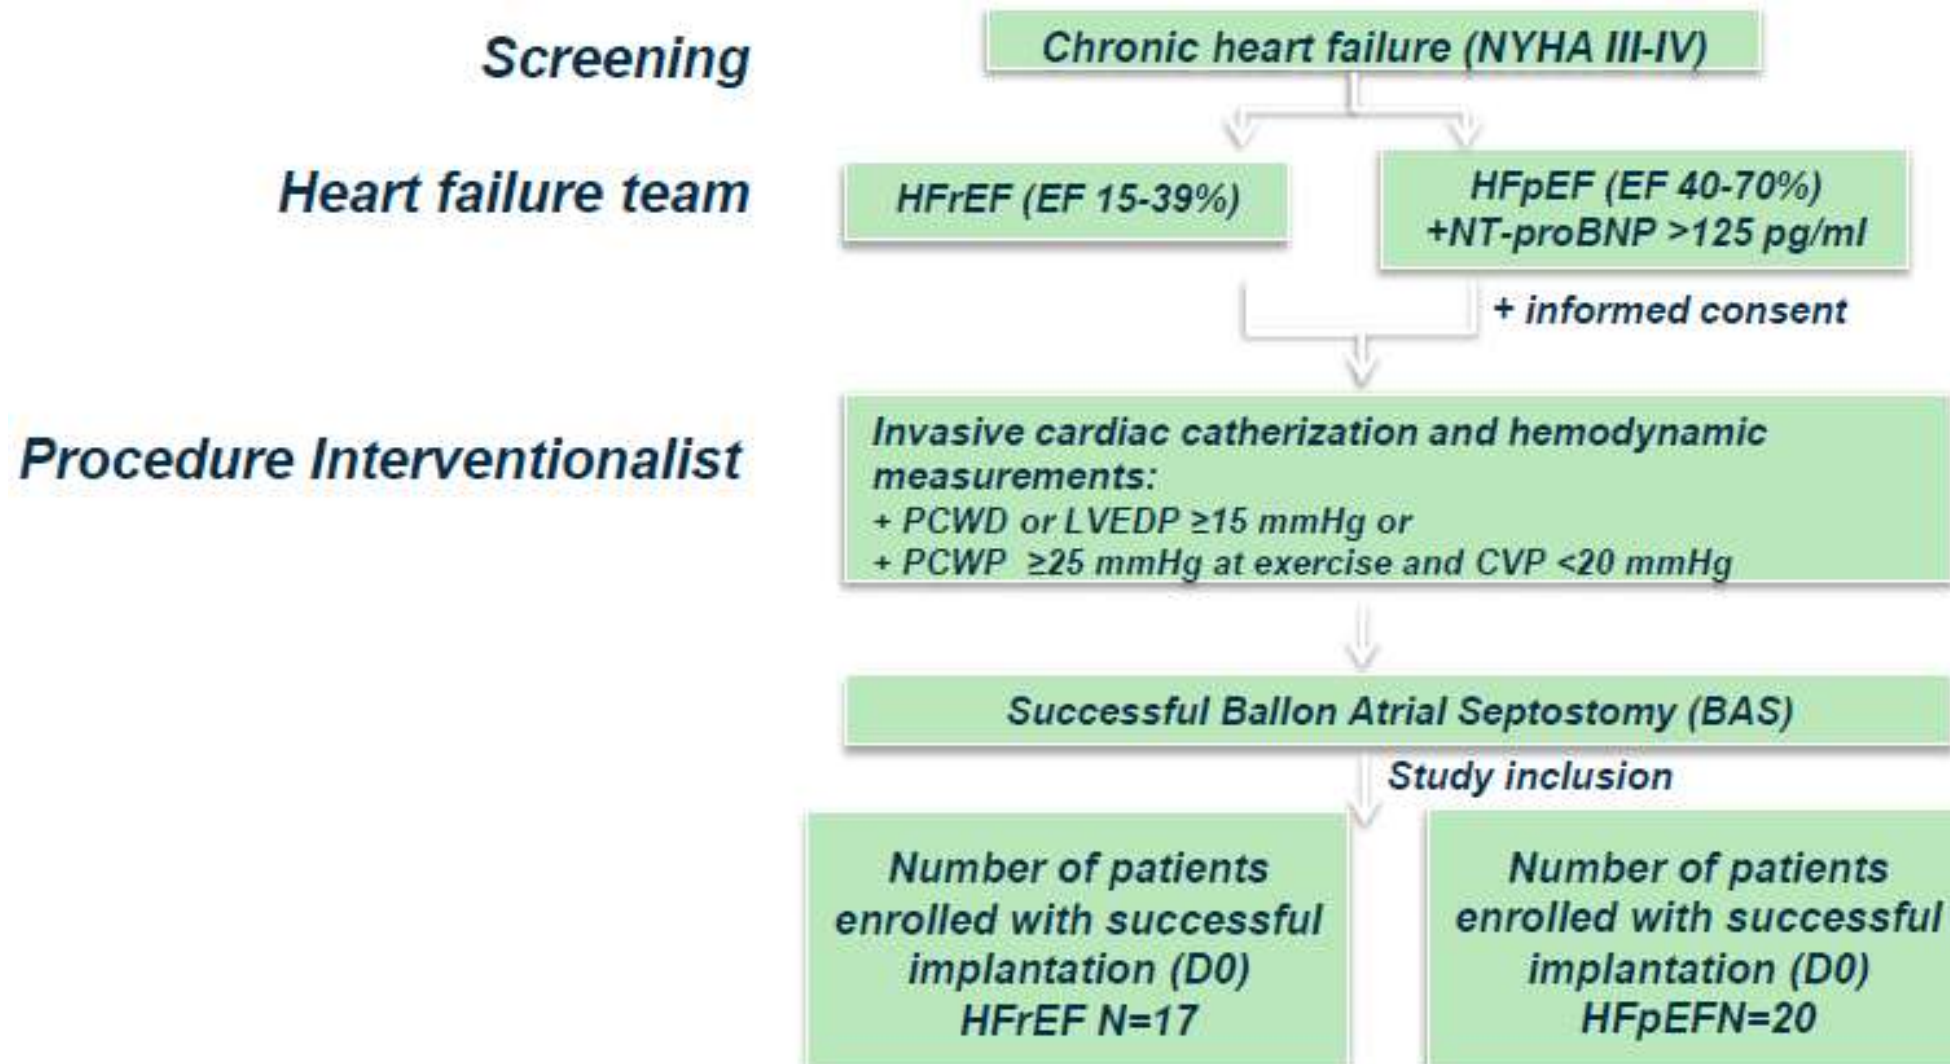 Screening
Chronic heart failure (NYHA III-IV)
Heart failure team
HFrEF (EF 15-39%)
HFpEF (EF 40-70%)
+NT-proBNP >125 pg/ml
+ informed consent
Procedure Interventionalist
Invasive cardiac catherization and hemodynamic
measurements:
+ PCWD or LVEDP ≥15 mmHg or
+ PCWP ≥25 mmHg at exercise and CVP <20 mmHg
Successful Ballon Atrial Septostomy (BAS)
Study inclusion
Number of patients
enrolled with successful
implantation (D0)
HFrEF N=17
Number of patients
enrolled with successful
implantation (D0)
HFpEFN=20